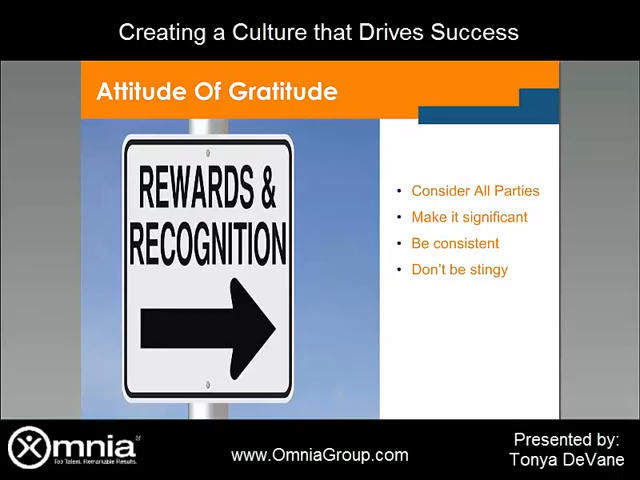 Creating a Culture that Drives Success
Attitude Of Gratitude
REWARDS &
RECOGNITION
• Consider All Parties
• Make it significant
• Be consistent
• Don't be stingy
Omnia
Top Talent. Remarkable Results.
www.OmniaGroup.com
Presented by:
Tonya DeVane